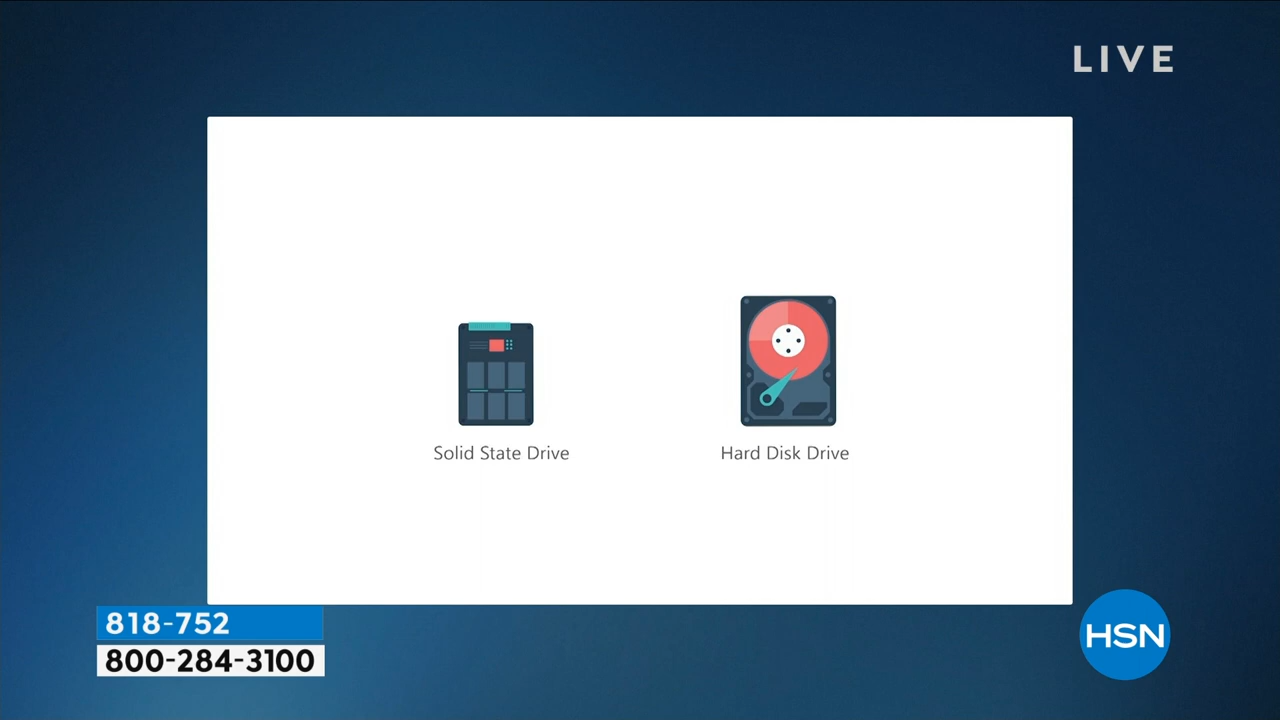 LIVE
Solid State Drive
Hard Disk Drive
818-752
800-284-3100
HSN